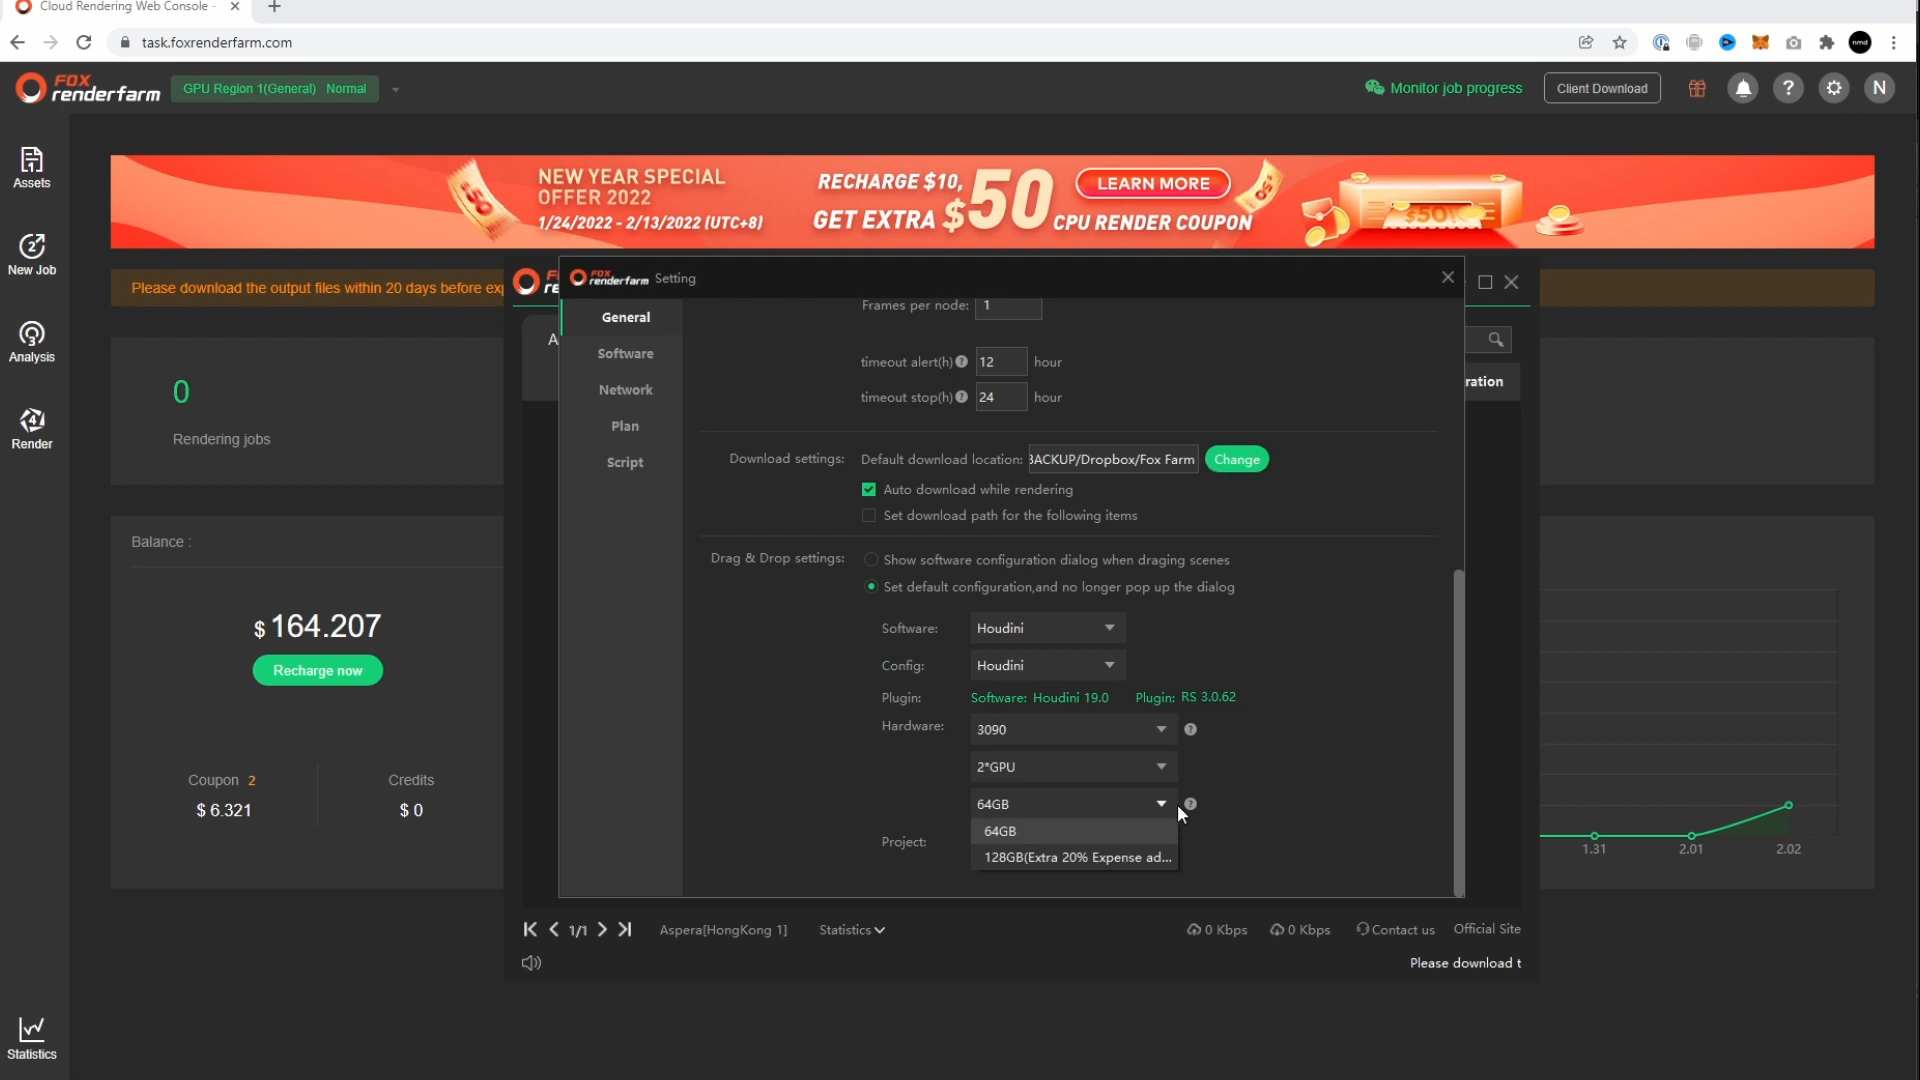 Cloud Rendering Web Console -
task.foxrenderfarm.com
nmd
FOX
renderfarm
GPU Region 1(General) Normal
Monitor job progress
Client Download
?
N
1
Assets
NEW YEAR SPECIAL
OFFER 2022
1/24/2022 - 2/13/2022 (UTC+8)
RECHARGE $10,
GET EXTRA $50 CPU RENDER COUPON
LEARN MORE
$50
2
New Job
Please download the output files within 20 days before exp
FOX
renderfarm Setting
General
Software
Network
Plan
Script
Frames per node: 1
timeout alert(h) ? 12 hour
timeout stop(h) ? 24 hour
ration
3
Analysis
0
Rendering jobs
4
Render
Download settings: Default download location: BACKUP/Dropbox/Fox Farm Change
Auto download while rendering
Set download path for the following items
Drag & Drop settings: Show software configuration dialog when draging scenes
Set default configuration,and no longer pop up the dialog
Software: Houdini
Config: Houdini
Plugin: Software: Houdini 19.0 Plugin: RS 3.0.62
Hardware: 3090 ?
2*GPU
64GB ?
64GB
128GB(Extra 20% Expense ad...
Project:
Balance :
$ 164.207
Recharge now
Coupon 2
$ 6.321
Credits
$ 0
1.31 2.01 2.02
1/1 Aspera[HongKong 1] Statistics
0 Kbps 0 Kbps Contact us Official Site
Please download t
Statistics